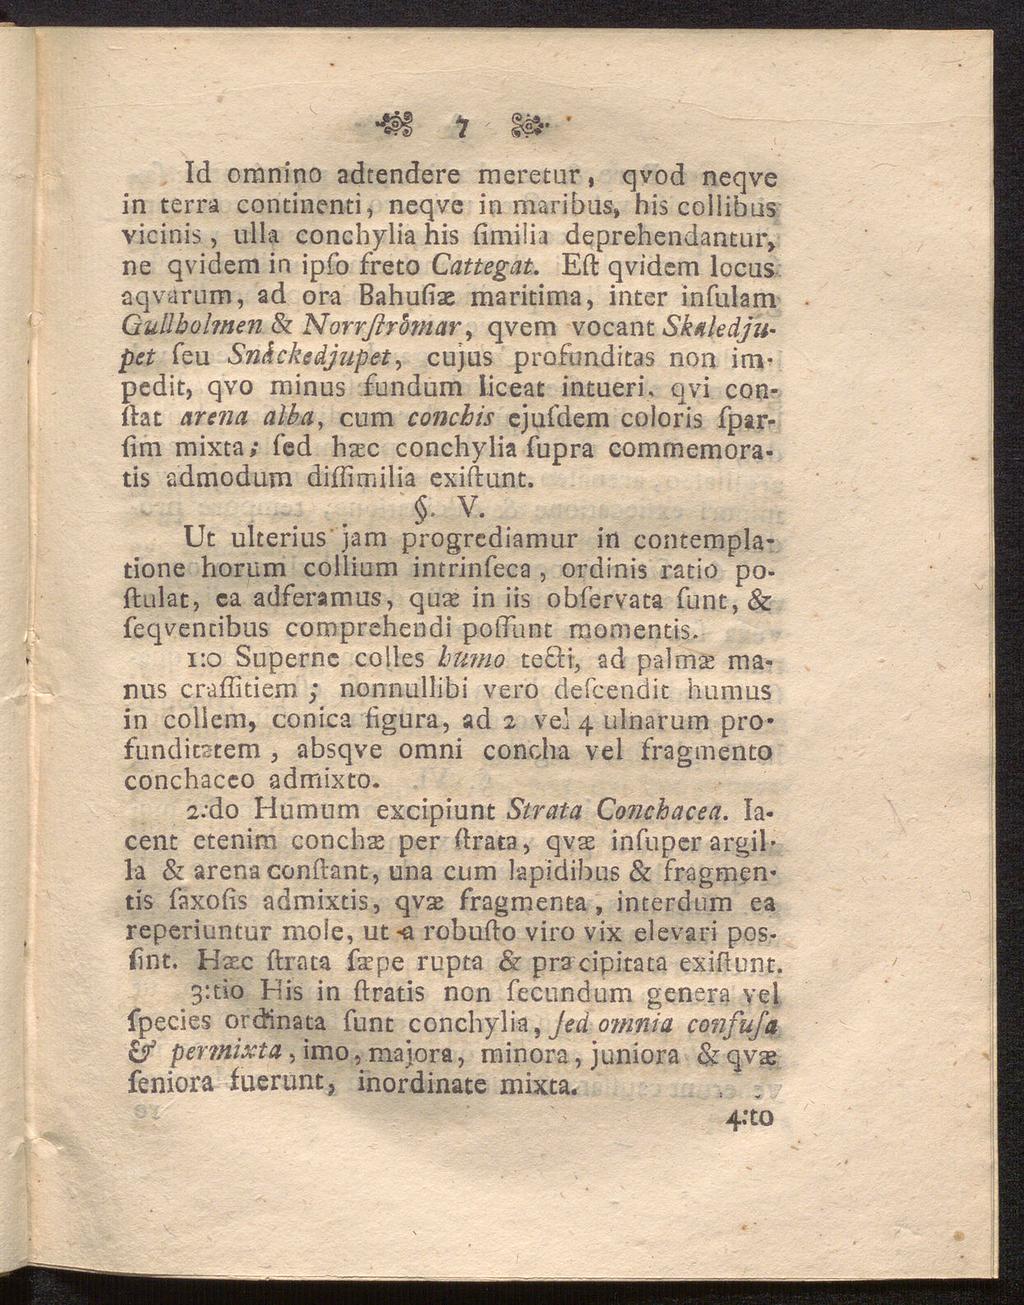 7
Id omnino adtendere meretur, qvod neqve
in terra continenti, neqve in maribus, his collibus
vicinis, ulla conchylia his ſimilia deprehendantur,
ne qvidem in ipſo freto Cattegat. Eſt qvidem locus
aqvarum, ad ora Bahuſiæ maritima, inter inſulam
Gullholmen & Norrſtrömar, qvem vocant Skaledju-
pet ſeu Snäckedjupet, cujus profunditas non im-
pedit, qvo minus fundum liceat intueri, qvi con-
ſtat arena alba, cum conchis ejuſdem coloris ſpar-
ſim mixta; ſed hæc conchylia ſupra commemora-
tis admodum diſſimilia exiſtunt.
§. V.
Ut ulterius jam progrediamur in contempla-
tione horum collium intrinſeca, ordinis ratio po-
ſtulat, ea adferamus, quæ in iis obſervata ſunt, &
ſeqventibus comprehendi poſſunt momentis.
1:o Superne colles humo tecti, ad palmæ ma-
nus craſſitiem; nonnullibi vero deſcendit humus
in collem, conica figura, ad 2 vel 4 ulnarum pro-
funditatem, absqve omni concha vel fragmento
conchaceo admixto.
2:do Humum excipiunt Strata Conchacea. Ia-
cent etenim conchæ per ſtrata, qvæ inſuper argil-
la & arena conſtant, una cum lapidibus & fragmen-
tis ſaxoſis admixtis, qvæ fragmenta, interdum ea
reperiuntur mole, ut a robuſto viro vix elevari pos-
ſint. Hæc ſtrata ſæpe rupta & præcipitata exiſtunt.
3:tio His in ſtratis non ſecundum genera vel
ſpecies ordinata ſunt conchylia, ſed omnia confuſa
& permixta, imo, majora, minora, juniora & qvæ
ſeniora fuerunt, inordinate mixta.
4:to